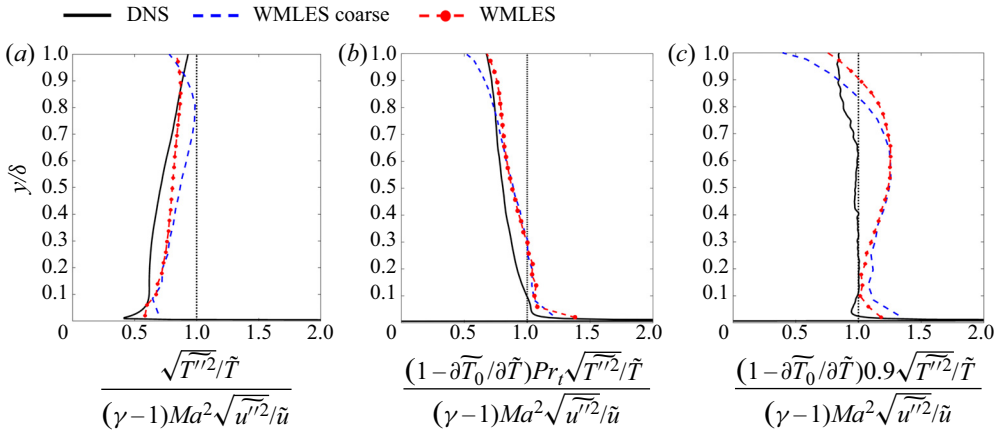 DNS WMLES coarse WMLES
(a) (b) (c)
1.0 1.0 1.0
0.9 0.9 0.9
0.8 0.8 0.8
0.7 0.7 0.7
0.6 0.6 0.6
y/δ 0.5 0.5 0.5
0.4 0.4 0.4
0.3 0.3 0.3
0.2 0.2 0.2
0.1 0.1 0.1
0 0.5 1.0 1.5 2.0 0 0.5 1.0 1.5 2.0 0 0.5 1.0 1.5 2.0
√T̃″²/T̃ (1−∂T̃₀/∂T̃)Prₜ√T̃″²/T̃ (1−∂T̃₀/∂T̃)0.9√T̃″²/T̃
(γ−1)Ma²√ũ″²/ũ (γ−1)Ma²√ũ″²/ũ (γ−1)Ma²√ũ″²/ũ